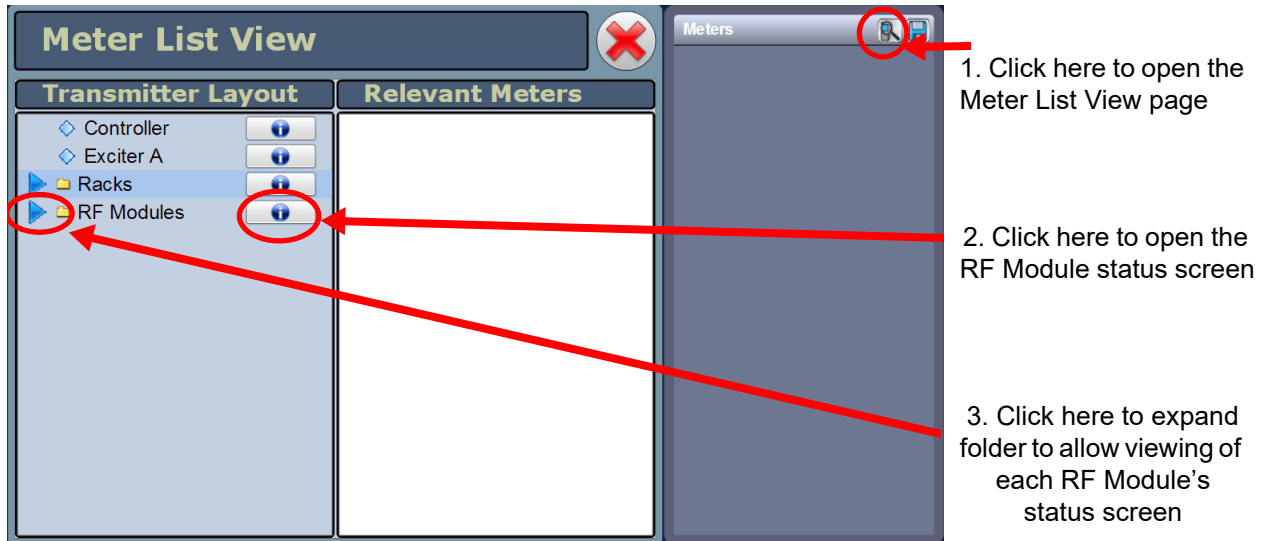 Meter List View
Meters
Transmitter Layout
Relevant Meters
Controller
Exciter A
Racks
RF Modules
1. Click here to open the
Meter List View page
2. Click here to open the
RF Module status screen
3. Click here to expand
folder to allow viewing of
each RF Module’s
status screen